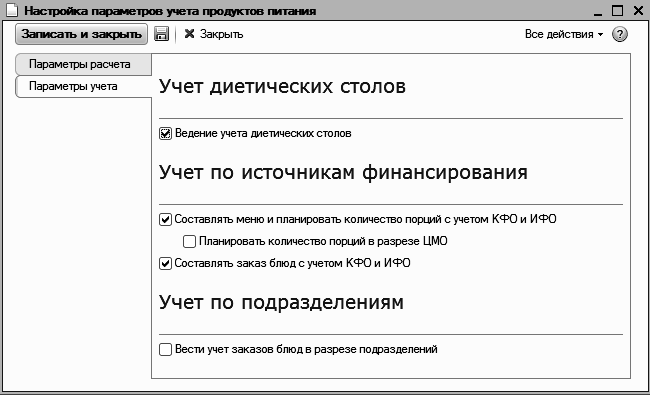 Настройка параметров учета продуктов питания
Записать и закрыть Закрыть Все действия ?
Параметры расчета
Параметры учета
Учет диетических столов
Ведение учета диетических столов
Учет по источникам финансирования
Составлять меню и планировать количество порций с учетом КФО и ИФО
Планировать количество порций в разрезе ЦМО
Составлять заказ блюд с учетом КФО и ИФО
Учет по подразделениям
Вести учет заказов блюд в разрезе подразделений